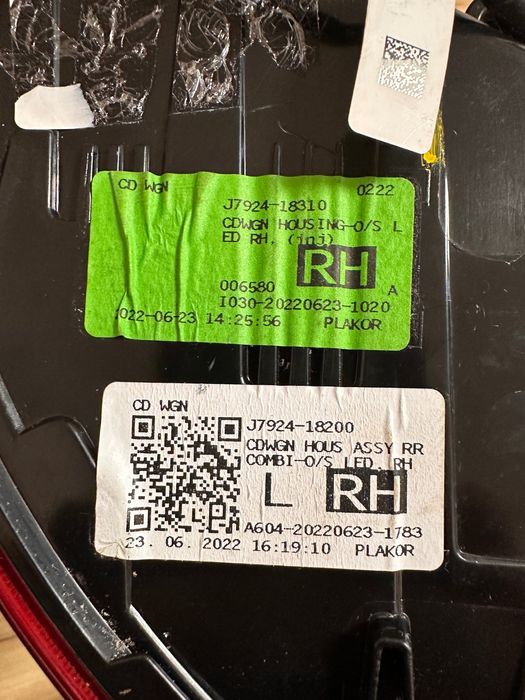 CD WGN 0222
J7924-18310
CDWGN HOUSING-O/S L
ED RH, (inj)
RH
006580 A
I030-20220623-1020
022-06-23 14:25:56 PLAKOR
CD WGN
J7924-18200
CDWGN HOUS ASSY RR
COMBI-O/S LED, RH
L RH
A604-20220623-1783
23. 06. 2022 16:19:10 PLAKOR